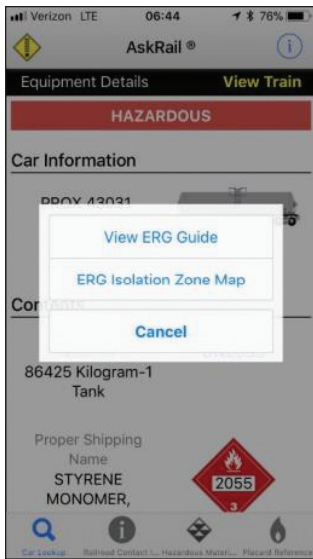 Verizon LTE 06:44 76%
AskRail ®
i
Equipment Details View Train
HAZARDOUS
Car Information
PROX 43031
View ERG Guide
ERG Isolation Zone Map
Cancel
86425 Kilogram-1
Tank
Proper Shipping
Name
STYRENE
MONOMER,
2055
3
Car Lookup Railroad Contact I... Hazardous Materi... Placard Reference